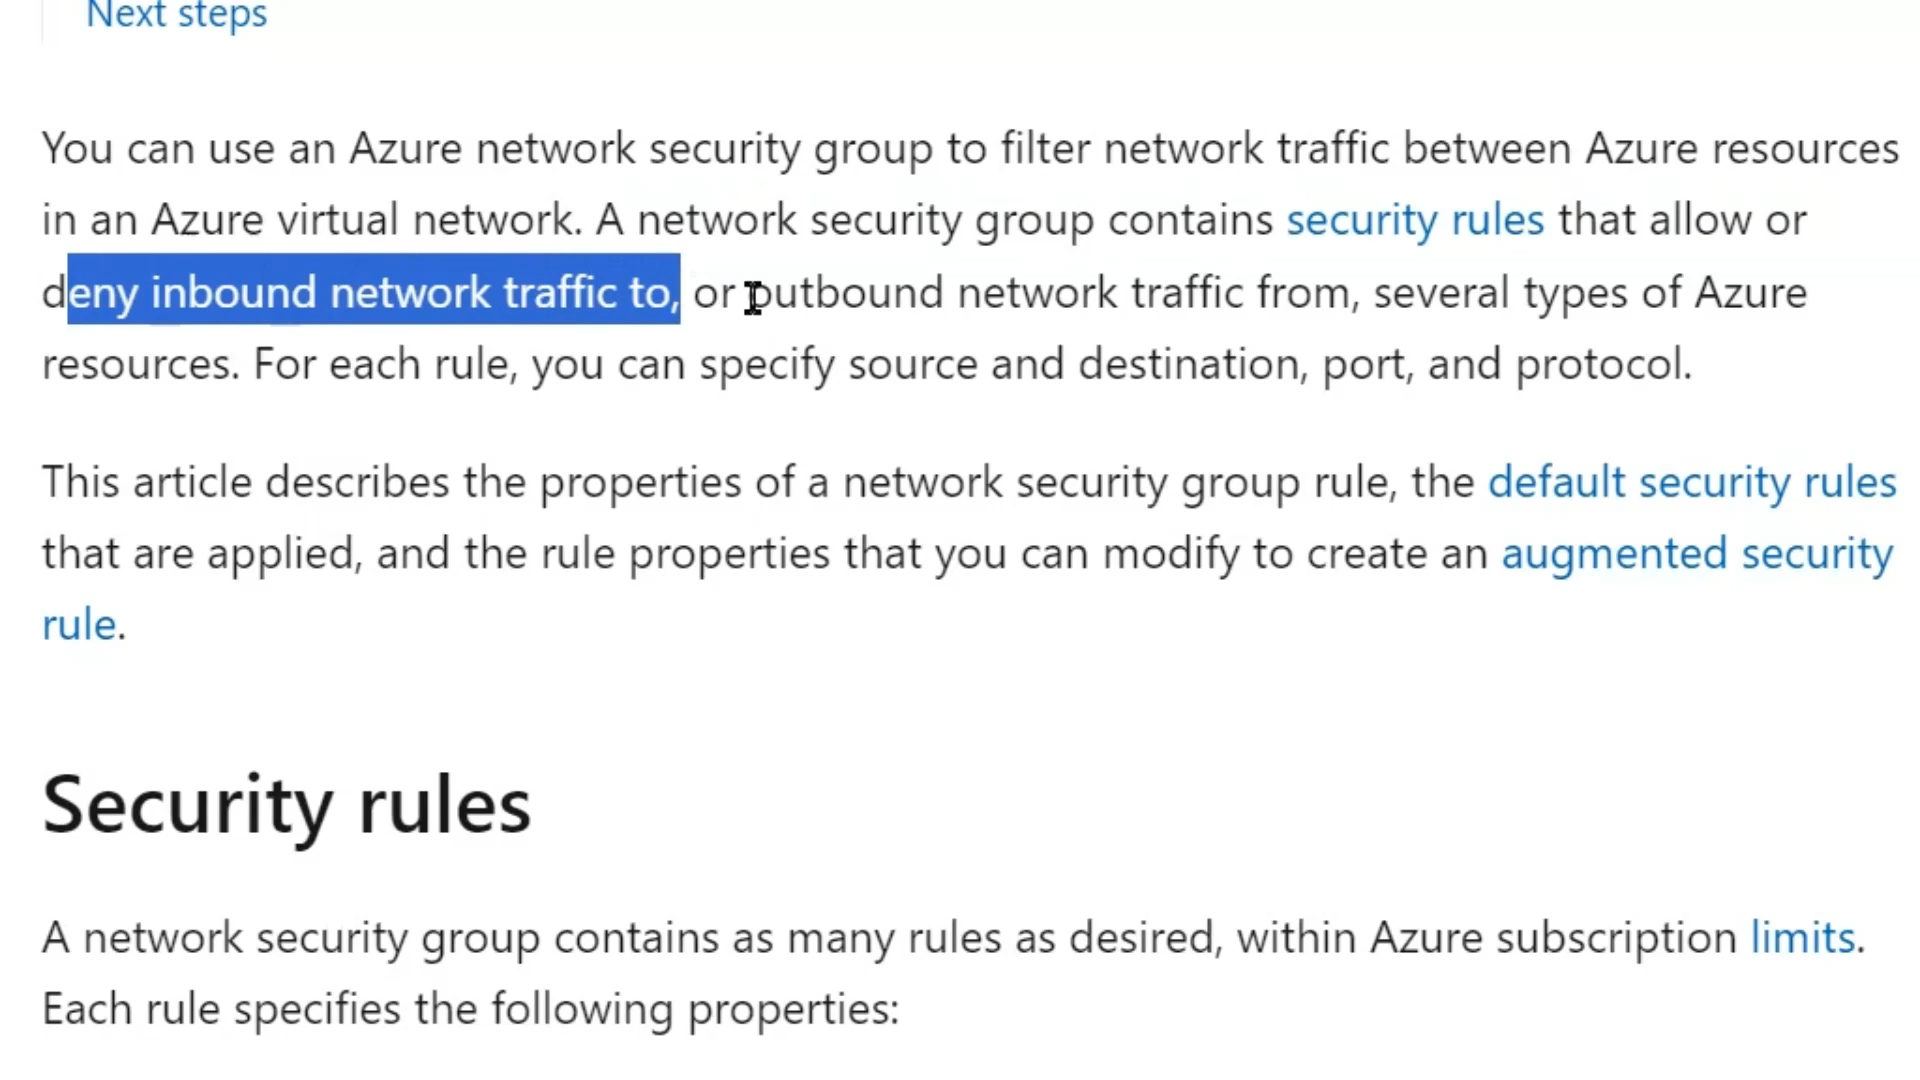 Next steps
You can use an Azure network security group to filter network traffic between Azure resources
in an Azure virtual network. A network security group contains security rules that allow or
deny inbound network traffic to, or outbound network traffic from, several types of Azure
resources. For each rule, you can specify source and destination, port, and protocol.
This article describes the properties of a network security group rule, the default security rules
that are applied, and the rule properties that you can modify to create an augmented security
rule.
Security rules
A network security group contains as many rules as desired, within Azure subscription limits.
Each rule specifies the following properties: